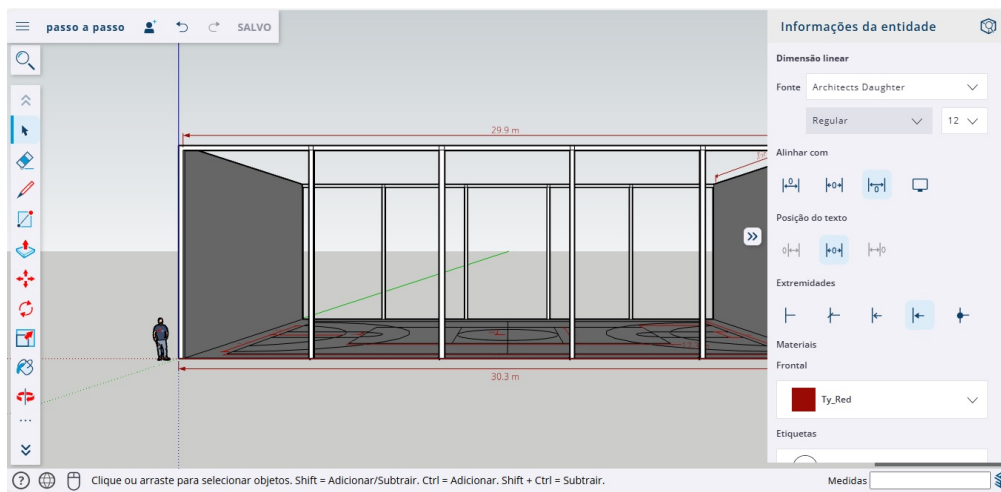 passo a passo
SALVO
Informações da entidade
Dimensão linear
Fonte Architects Daughter
Regular 12
Alinhar com
Posição do texto
Extremidades
Materiais
Frontal
Ty_Red
Etiquetas
29.9 m
30.3 m
Clique ou arraste para selecionar objetos. Shift = Adicionar/Subtrair. Ctrl = Adicionar. Shift + Ctrl = Subtrair.
Medidas